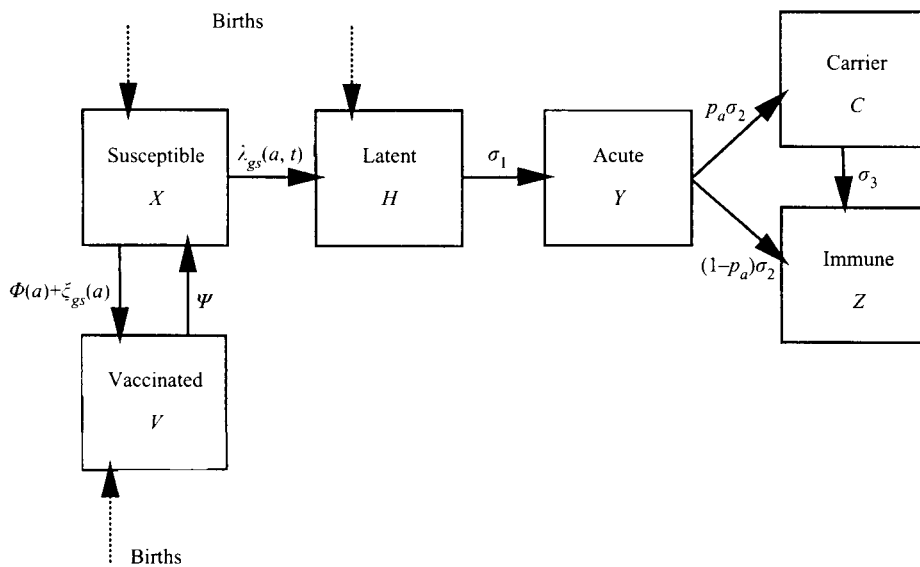 Births
Carrier
C
Susceptible
X
λgs(a, t)
Latent
H
σ1
Acute
Y
paσ2
σ3
(1–pa)σ2
Immune
Z
Φ(a)+ξgs(a)
Ψ
Vaccinated
V
Births